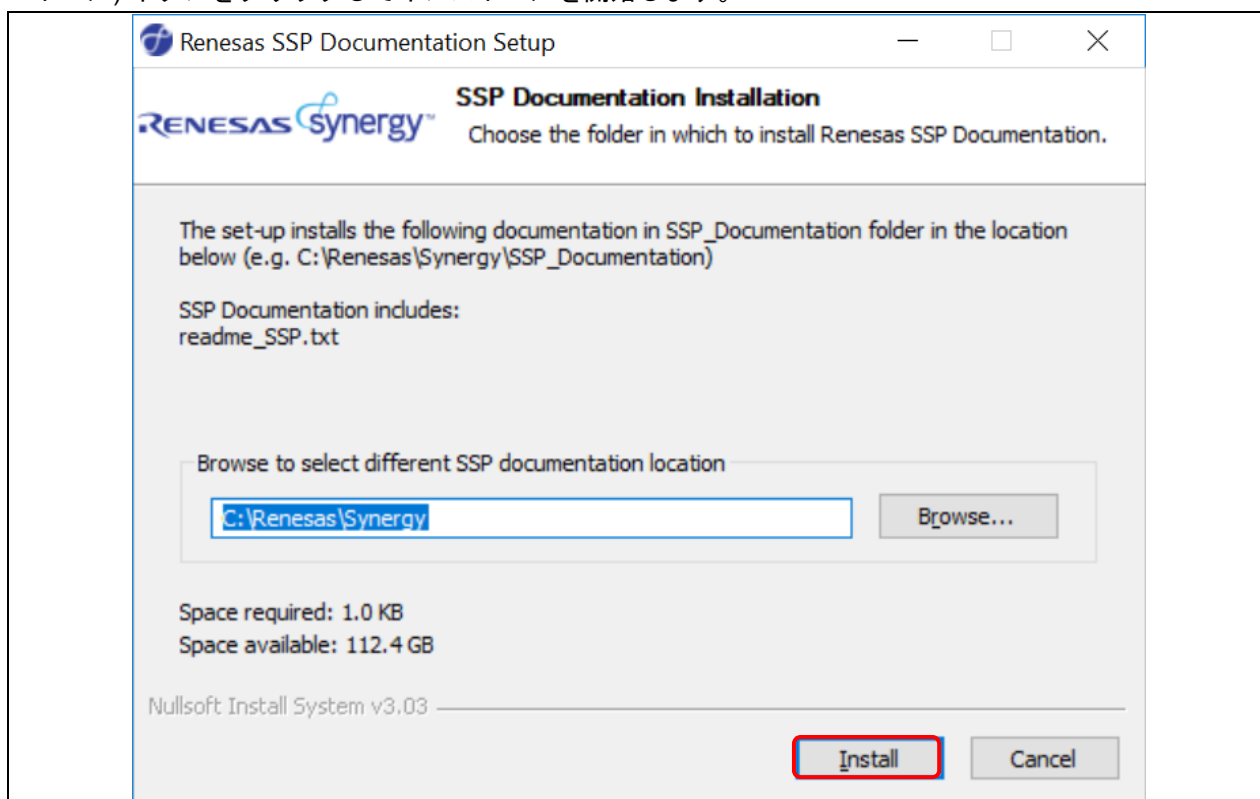 Renesas SSP Documentation Setup
RENESAS synergy™
SSP Documentation Installation
Choose the folder in which to install Renesas SSP Documentation.
The set-up installs the following documentation in SSP_Documentation folder in the location
below (e.g. C:\Renesas\Synergy\SSP_Documentation)
SSP Documentation includes:
readme_SSP.txt
Browse to select different SSP documentation location
C:\Renesas\Synergy
Browse...
Space required: 1.0 KB
Space available: 112.4 GB
Nullsoft Install System v3.03
Install
Cancel